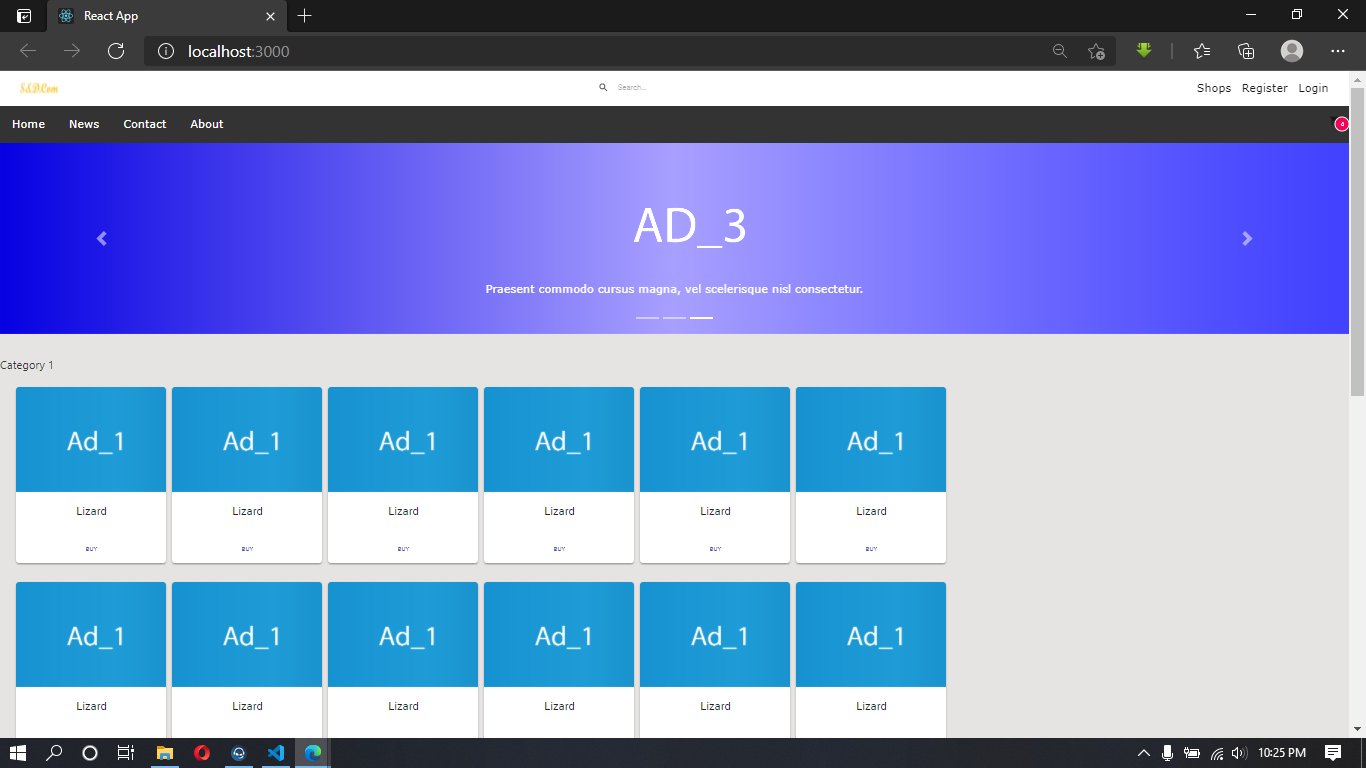 React App
localhost:3000
S.S.D.Com
Search...
Shops Register Login
Home News Contact About
4
AD_3
Praesent commodo cursus magna, vel scelerisque nisl consectetur.
Category 1
Ad_1 Ad_1 Ad_1 Ad_1 Ad_1 Ad_1
Lizard Lizard Lizard Lizard Lizard Lizard
BUY BUY BUY BUY BUY BUY
Ad_1 Ad_1 Ad_1 Ad_1 Ad_1 Ad_1
Lizard Lizard Lizard Lizard Lizard Lizard
10:25 PM